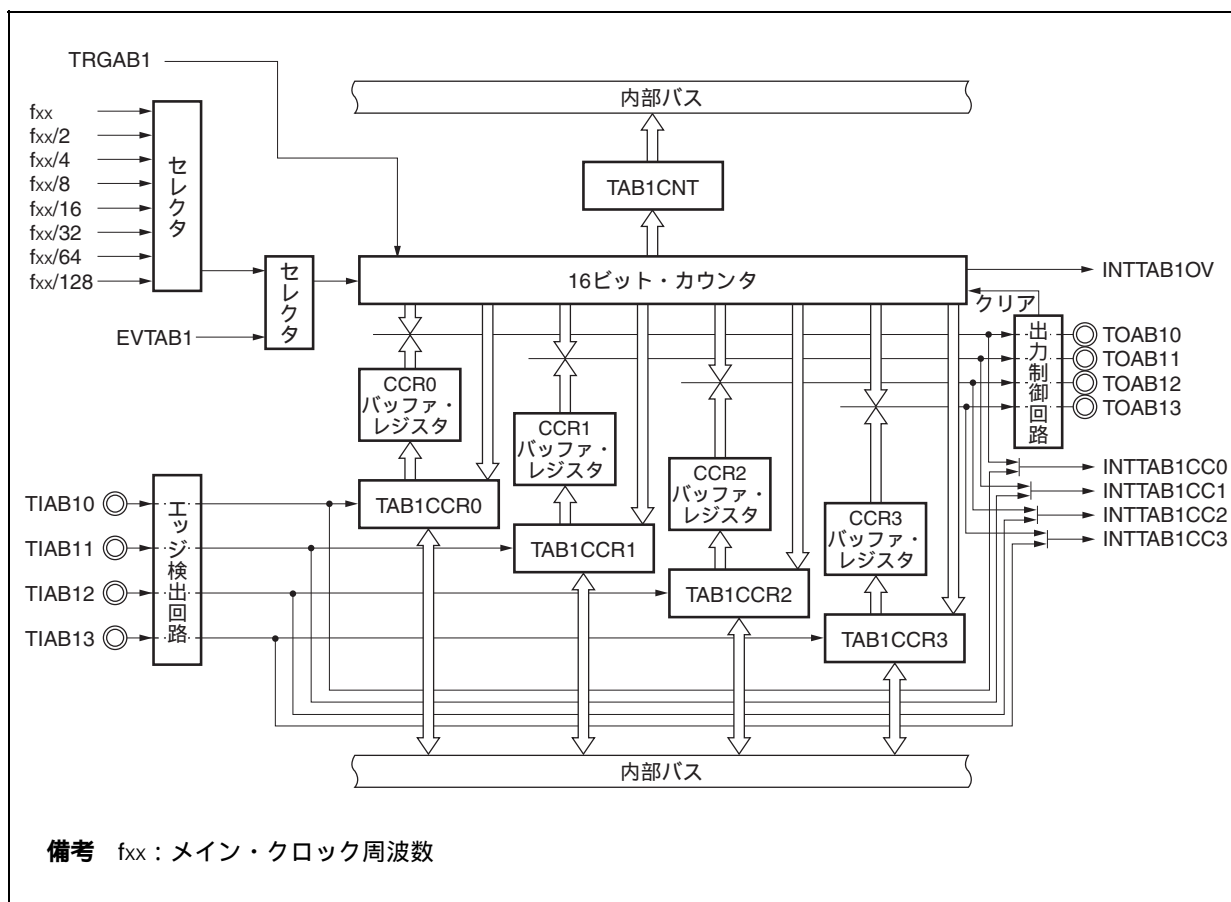 TRGAB1
内部バス
fxx
fxx/2
fxx/4
fxx/8
fxx/16
fxx/32
fxx/64
fxx/128
セレクタ
TAB1CNT
EVTAB1
セレクタ
16ビット・カウンタ
INTTAB1OV
クリア
出力制御回路
TOAB10
TOAB11
TOAB12
TOAB13
CCR0
バッファ・
レジスタ
CCR1
バッファ・
レジスタ
CCR2
バッファ・
レジスタ
CCR3
バッファ・
レジスタ
INTTAB1CC0
INTTAB1CC1
INTTAB1CC2
INTTAB1CC3
TIAB10
TIAB11
TIAB12
TIAB13
エッジ検出回路
TAB1CCR0
TAB1CCR1
TAB1CCR2
TAB1CCR3
内部バス
備考 fxx：メイン・クロック周波数